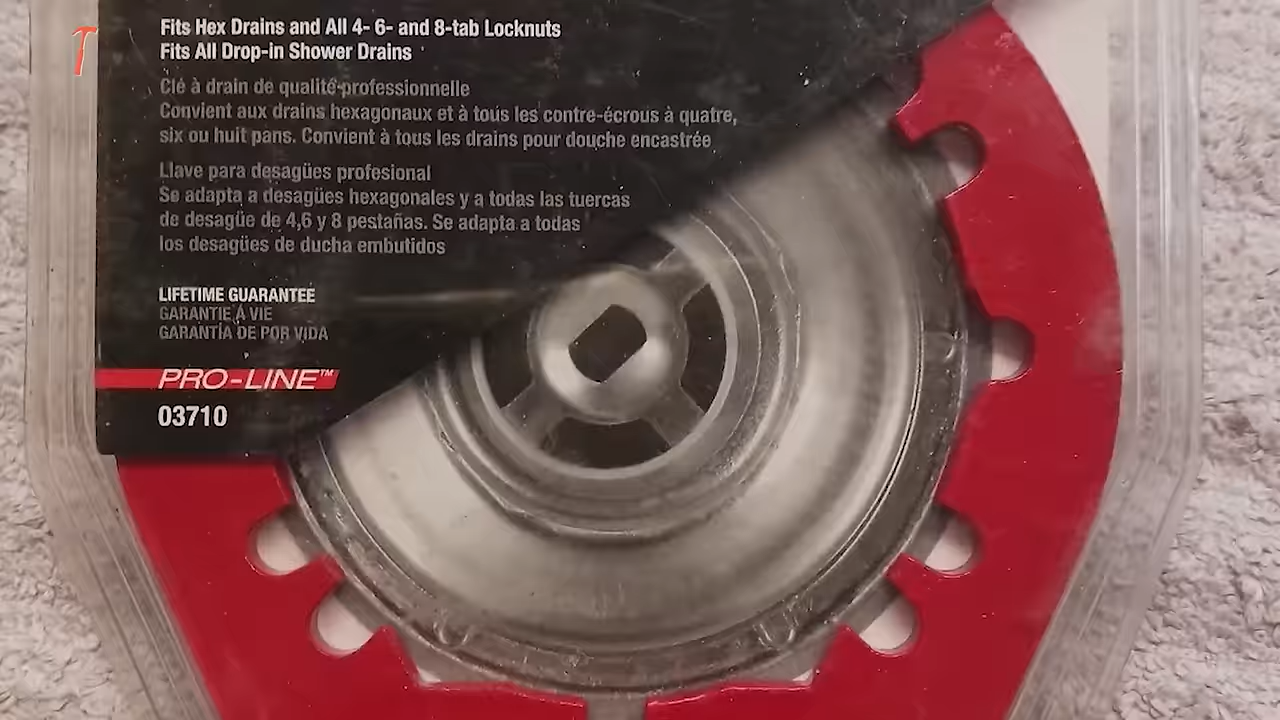 T
Fits Hex Drains and All 4- 6- and 8-tab Locknuts
Fits All Drop-in Shower Drains
Clé à drain de qualité professionnelle
Convient aux drains hexagonaux et à tous les contre-écrous à quatre,
six ou huit pans. Convient à tous les drains pour douche encastrée
Llave para desagües profesional
Se adapta a desagües hexagonales y a todas las tuercas
de desagüe de 4,6 y 8 pestañas. Se adapta a todas
los desagües de ducha embutidos
LIFETIME GUARANTEE
GARANTIE À VIE
GARANTÍA DE POR VIDA
PRO-LINE™
03710